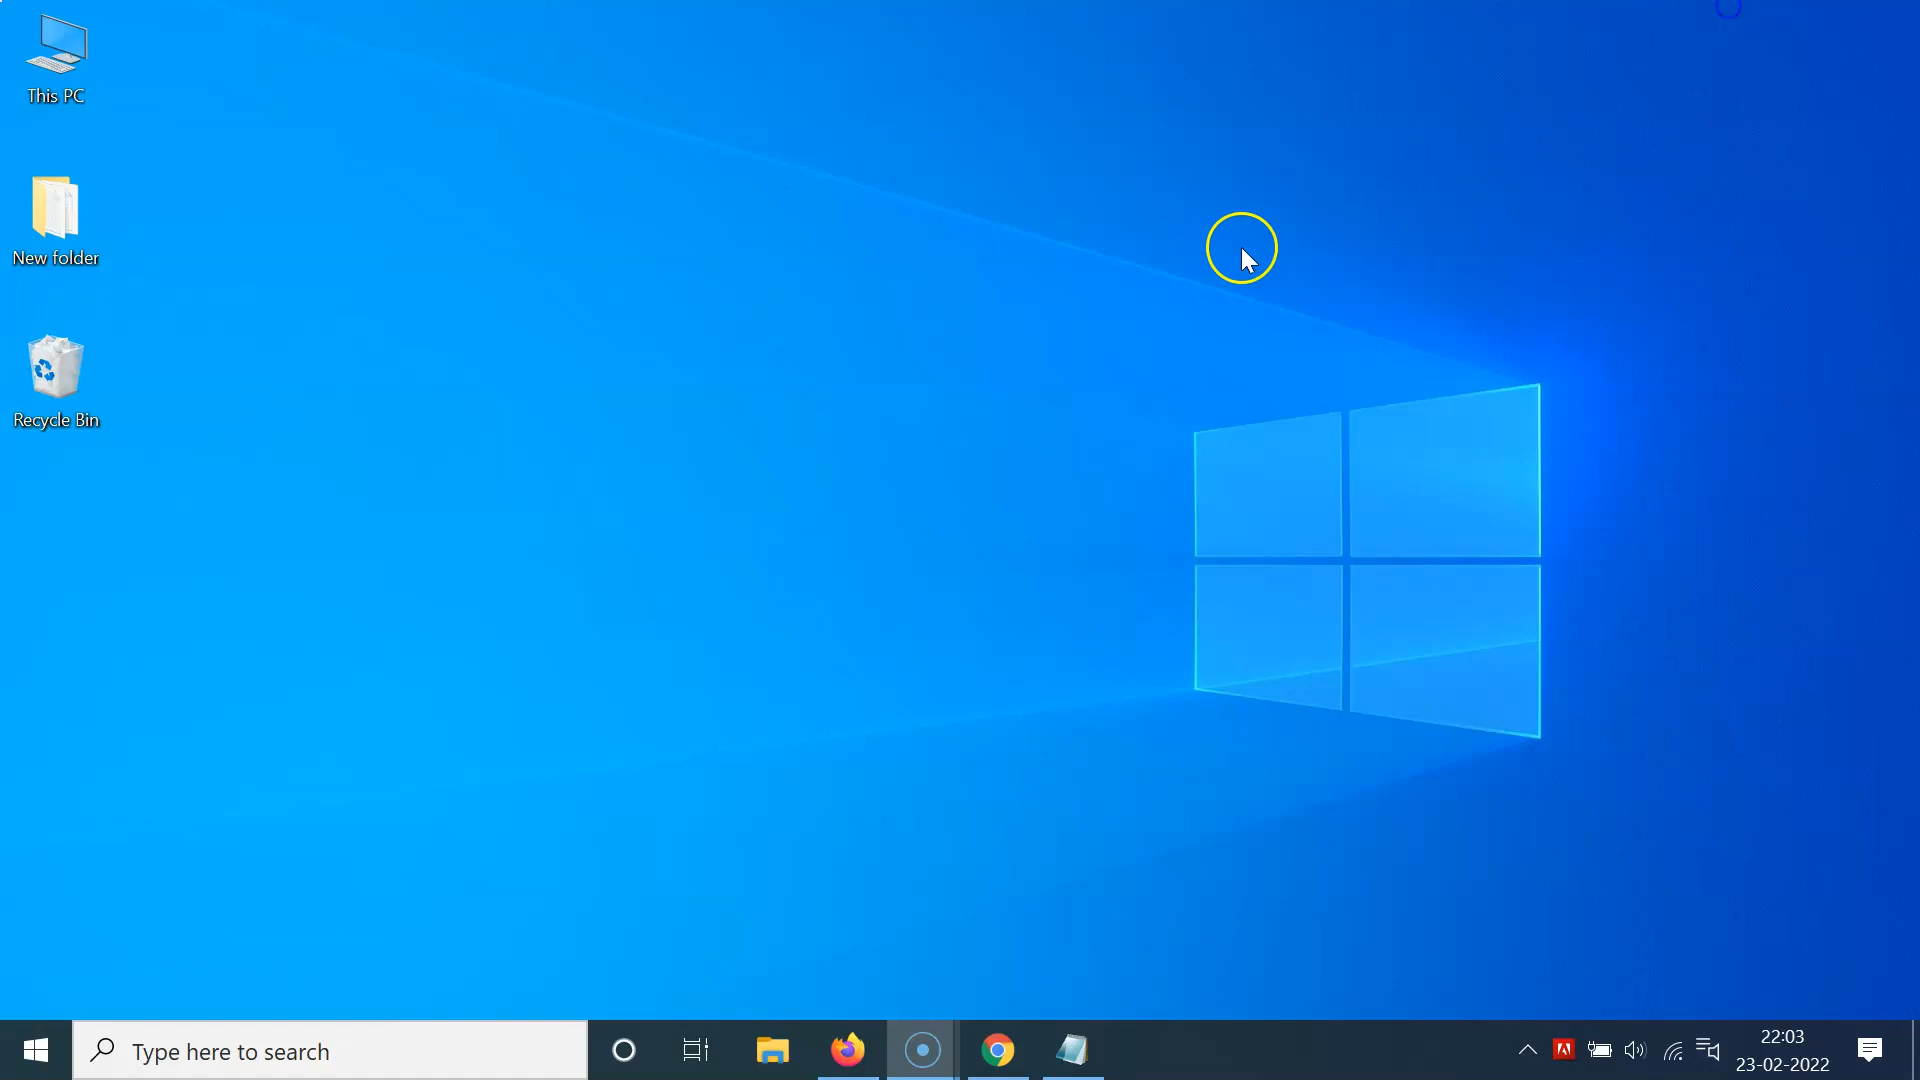 This PC
New folder
Recycle Bin
Type here to search
22:03
23-02-2022